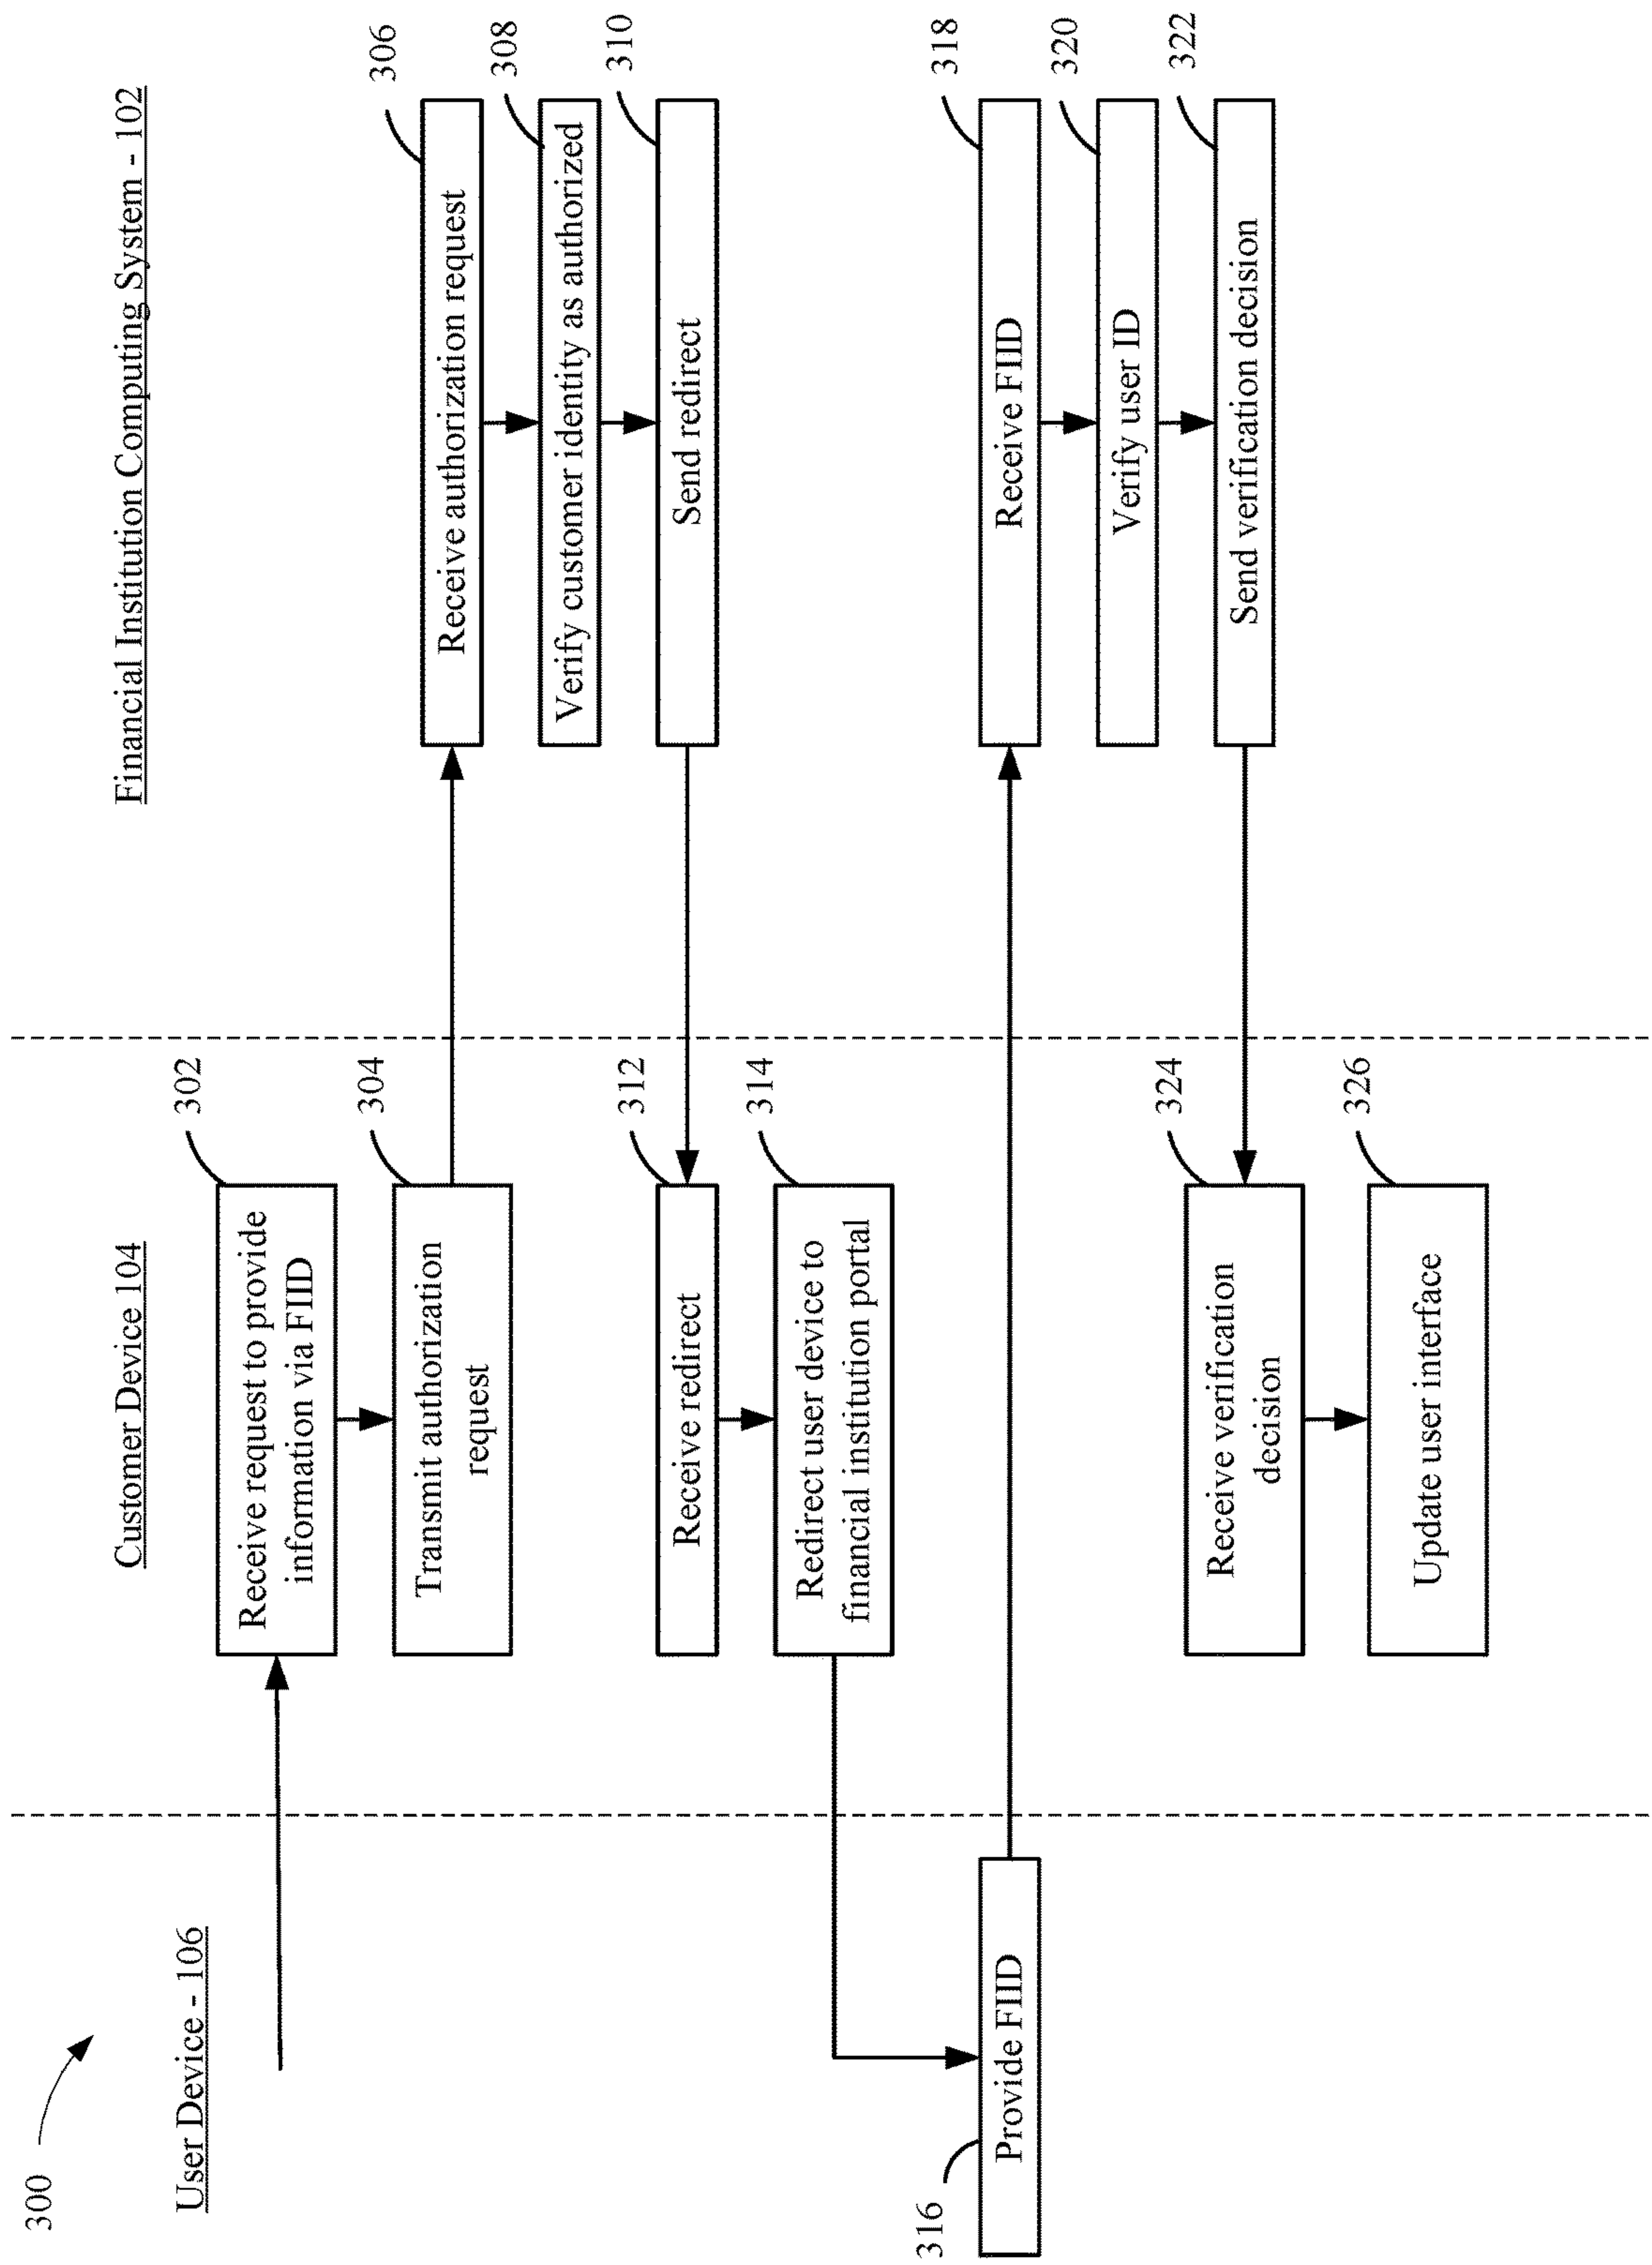 300
User Device - 106
Customer Device 104
Financial Institution Computing System - 102
302
Receive request to provide
information via FIID
304
Transmit authorization
request
306
Receive authorization request
308
Verify customer identity as authorized
310
Send redirect
312
Receive redirect
314
Redirect user device to
financial institution portal
316
Provide FIID
318
Receive FIID
320
Verify user ID
322
Send verification decision
324
Receive verification
decision
326
Update user interface